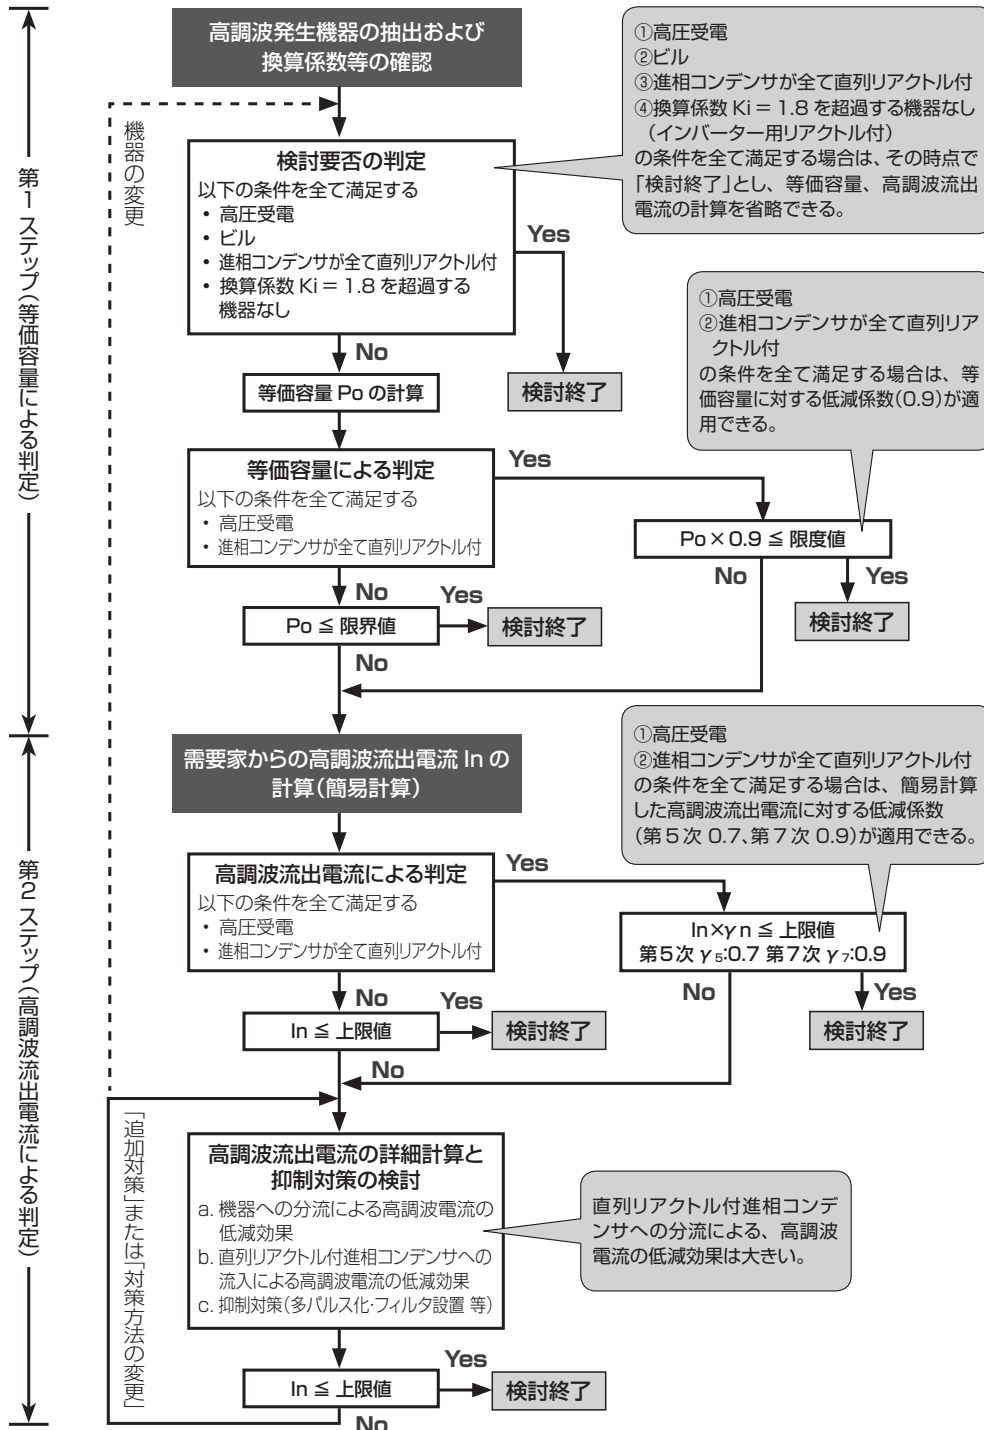 高調波発生機器の抽出および
換算係数等の確認
①高圧受電
②ビル
③進相コンデンサが全て直列リアクトル付
④換算係数 Ki = 1.8 を超過する機器なし
（インバーター用リアクトル付）
の条件を全て満足する場合は、その時点で
「検討終了」とし、等価容量、高調波流出
電流の計算を省略できる。
機器の変更
第1ステップ（等価容量による判定）
検討要否の判定
以下の条件を全て満足する
・ 高圧受電
・ ビル
・ 進相コンデンサが全て直列リアクトル付
・ 換算係数 Ki = 1.8 を超過する
機器なし
Yes
No
検討終了
等価容量 Po の計算
①高圧受電
②進相コンデンサが全て直列リア
クトル付
の条件を全て満足する場合は、等
価容量に対する低減係数（0.9）が適
用できる。
等価容量による判定
以下の条件を全て満足する
・ 高圧受電
・ 進相コンデンサが全て直列リアクトル付
Yes
Po × 0.9 ≦ 限度値
No
Yes
検討終了
No
Po ≦ 限界値
Yes
検討終了
No
需要家からの高調波流出電流 In の
計算（簡易計算）
①高圧受電
②進相コンデンサが全て直列リアクトル付
の条件を全て満足する場合は、簡易計算
した高調波流出電流に対する低減係数
（第5次 0.7、第7次 0.9）が適用できる。
第2ステップ（高調波流出電流による判定）
高調波流出電流による判定
以下の条件を全て満足する
・ 高圧受電
・ 進相コンデンサが全て直列リアクトル付
Yes
In×γn ≦ 上限値
第5次 γ5:0.7 第7次 γ7:0.9
No
Yes
検討終了
No
In ≦ 上限値
Yes
検討終了
No
「追加対策」または「対策方法の変更」
高調波流出電流の詳細計算と
抑制対策の検討
a. 機器への分流による高調波電流の
低減効果
b. 直列リアクトル付進相コンデンサへの
流入による高調波電流の低減効果
c. 抑制対策（多パルス化・フィルタ設置 等）
直列リアクトル付進相コンデ
ンサへの分流による、高調波
電流の低減効果は大きい。
In ≦ 上限値
Yes
検討終了
No